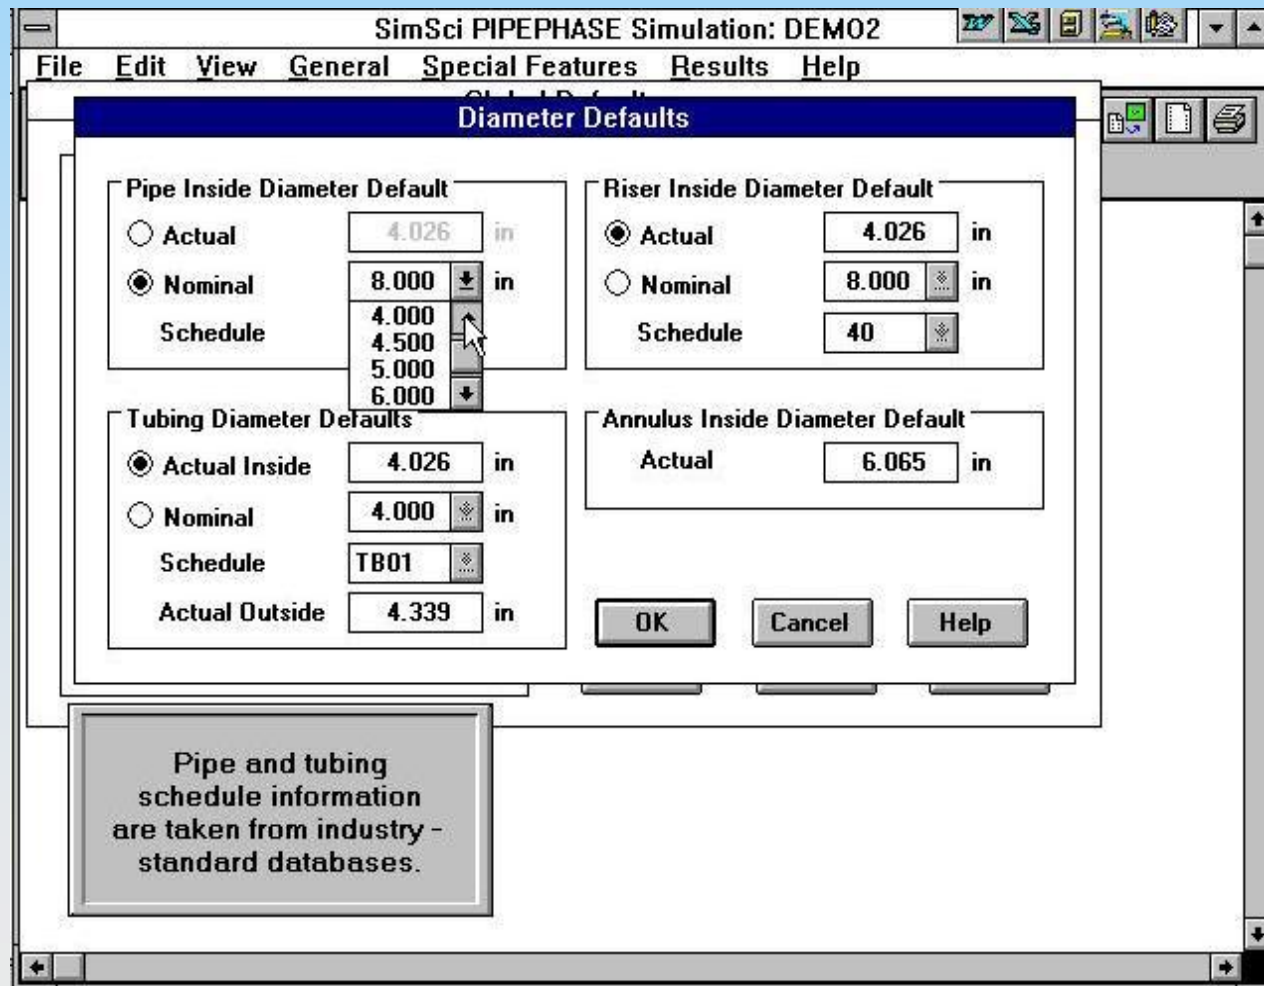 SimSci PIPEPHASE Simulation: DEMO2
File Edit View General Special Features Results Help
Global Defaults
Diameter Defaults
Pipe Inside Diameter Default
Actual 4.026 in
Nominal 8.000 in
4.000
Schedule
4.500
5.000
6.000
Riser Inside Diameter Default
Actual 4.026 in
Nominal 8.000 in
Schedule 40
Tubing Diameter Defaults
Actual Inside 4.026 in
Nominal 4.000 in
Schedule TB01
Actual Outside 4.339 in
Annulus Inside Diameter Default
Actual 6.065 in
OK Cancel Help
Pipe and tubing
schedule information
are taken from industry -
standard databases.